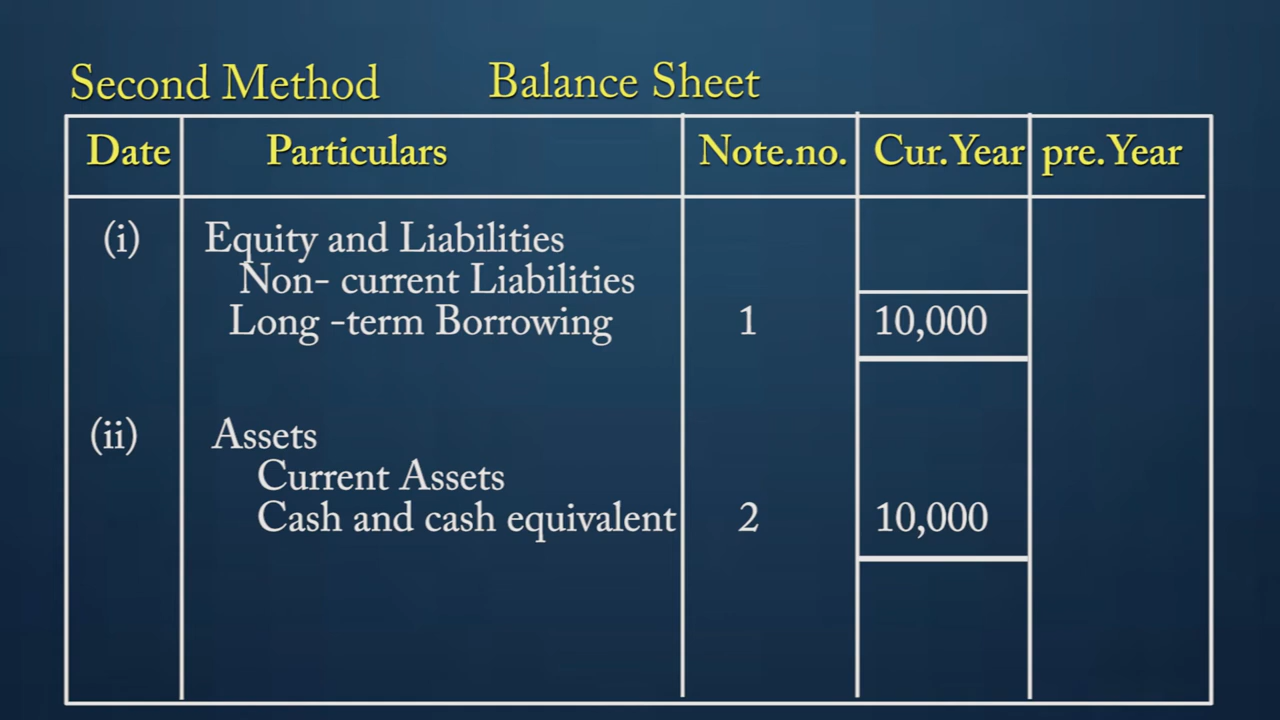 Second Method Balance Sheet
Date Particulars Note.no. Cur.Year pre.Year
(i) Equity and Liabilities
Non- current Liabilities
Long -term Borrowing 1 10,000
(ii) Assets
Current Assets
Cash and cash equivalent 2 10,000